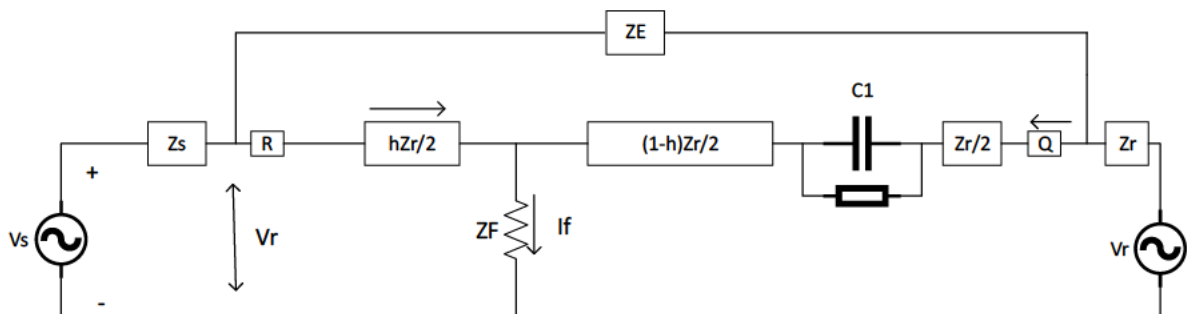 ZE
C1
Zs
R
hZr/2
(1-h)Zr/2
Zr/2
Q
Zr
+
Vs
Vr
ZF
If
Vr
-